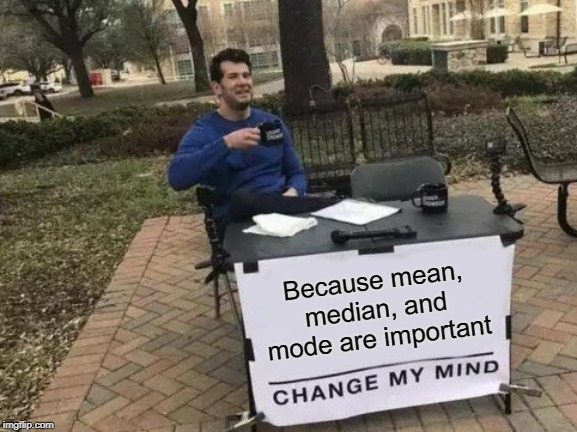 Because mean,
median, and
mode are important
CHANGE MY MIND
imgflip.com